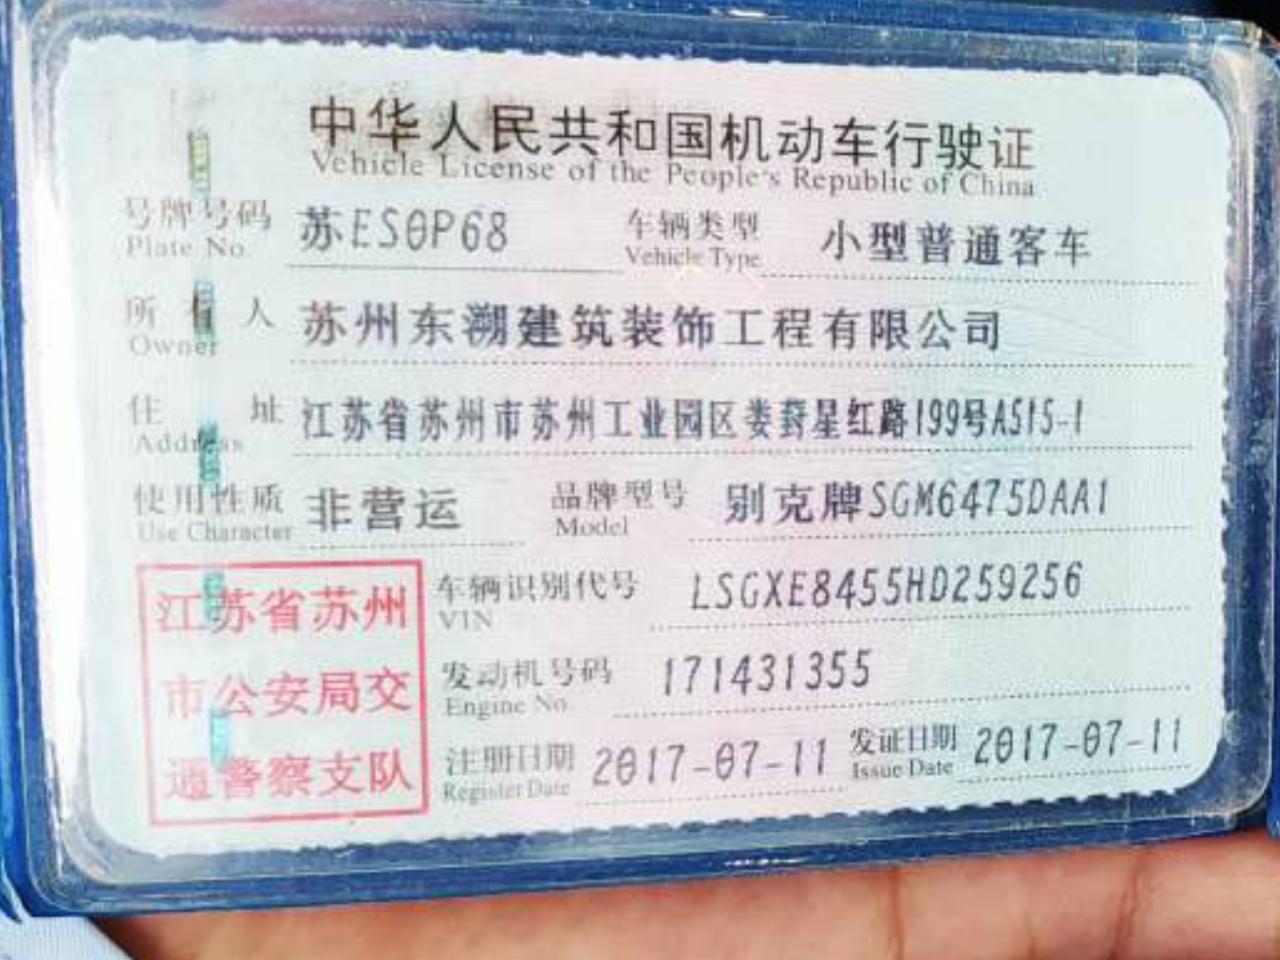 中华人民共和国机动车行驶证
Vehicle License of the People's Republic of China
号牌号码 苏ES0P68 车辆类型 小型普通客车
Plate No. Vehicle Type
所有人 苏州东溯建筑装饰工程有限公司
Owner
住址 江苏省苏州市苏州工业园区娄葑星红路199号A515-1
Address
使用性质 非营运 品牌型号 别克牌SGM6475DAA1
Use Character Model
江苏省苏州
市公安局交
通警察支队
车辆识别代号 LSGXE8455HD259256
VIN
发动机号码 171431355
Engine No.
注册日期 2017-07-11 发证日期 2017-07-11
Register Date Issue Date